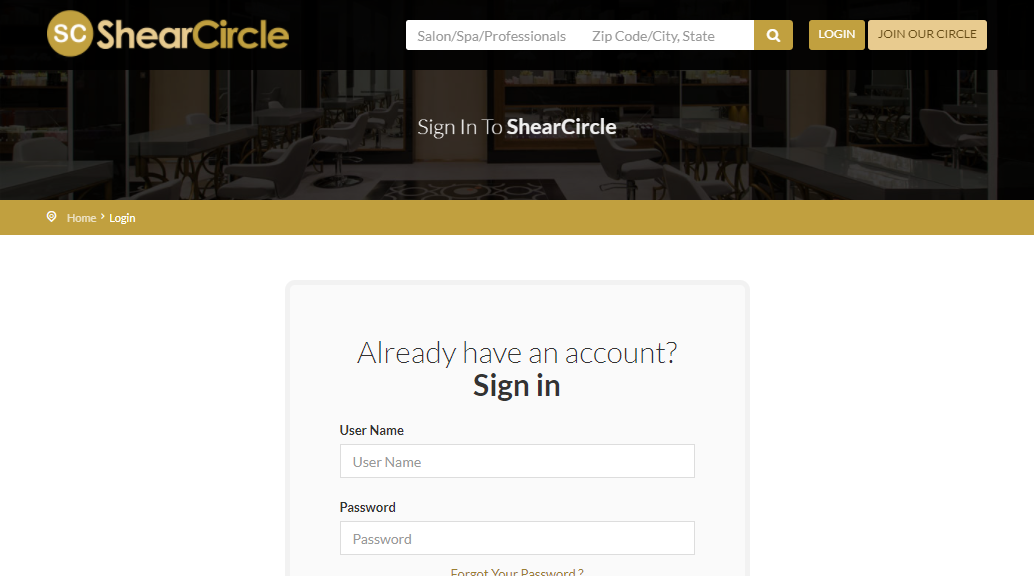 SC ShearCircle
Salon/Spa/Professionals
Zip Code/City, State
LOGIN
JOIN OUR CIRCLE
Sign In To ShearCircle
Home › Login
Already have an account?
Sign in
User Name
User Name
Password
Password
Forgot Your Password ?